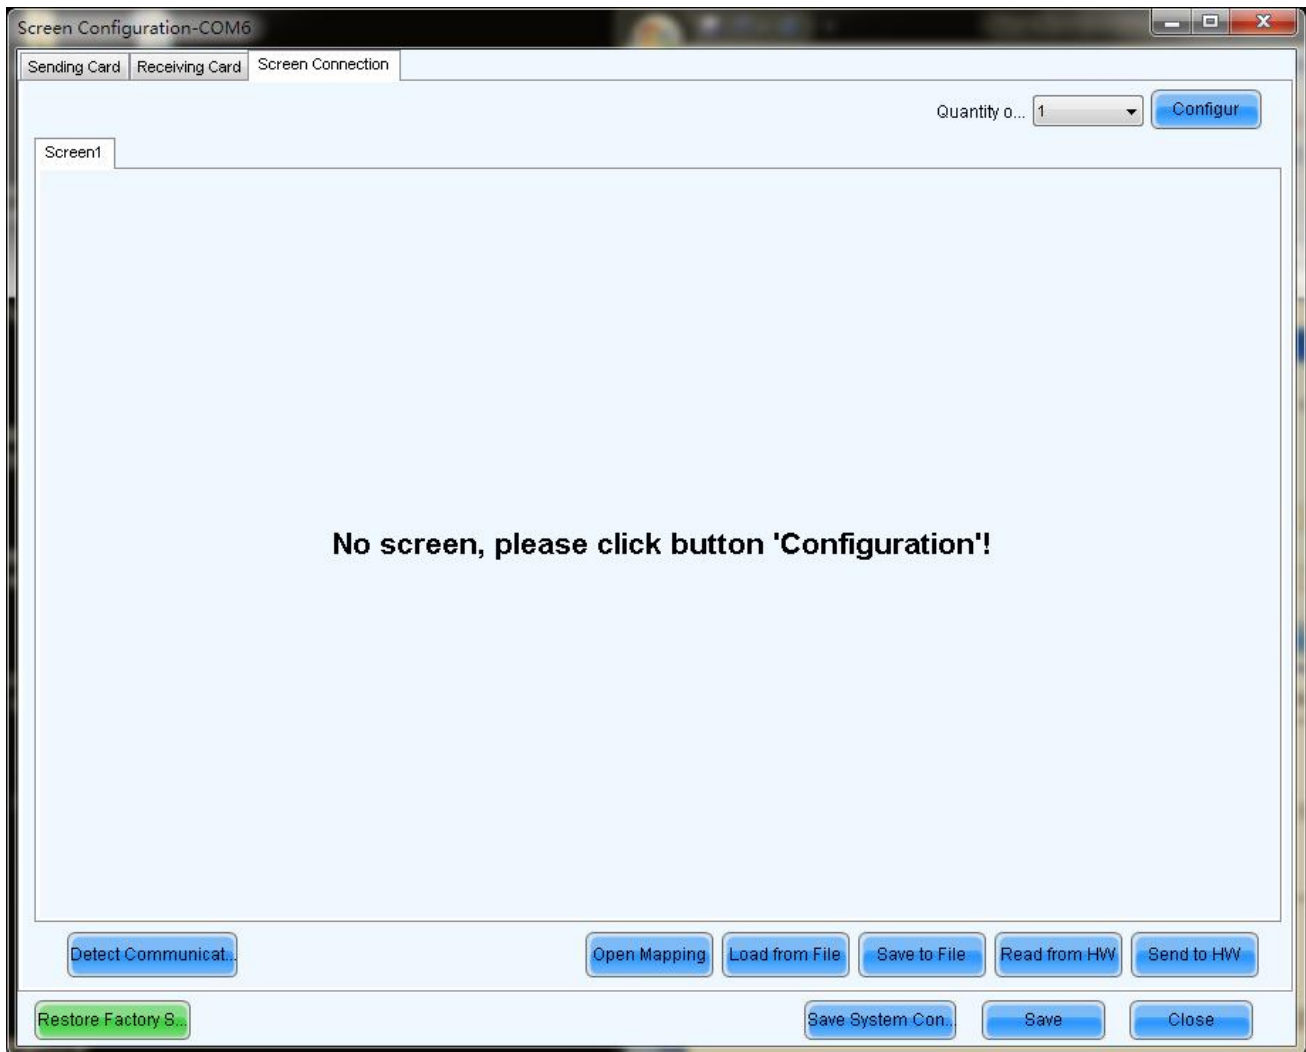 Screen Configuration-COM6
Sending Card Receiving Card Screen Connection
Quantity o... 1 Configur
Screen1
No screen, please click button 'Configuration'!
Detect Communicat... Open Mapping Load from File Save to File Read from HW Send to HW
Restore Factory S... Save System Con... Save Close